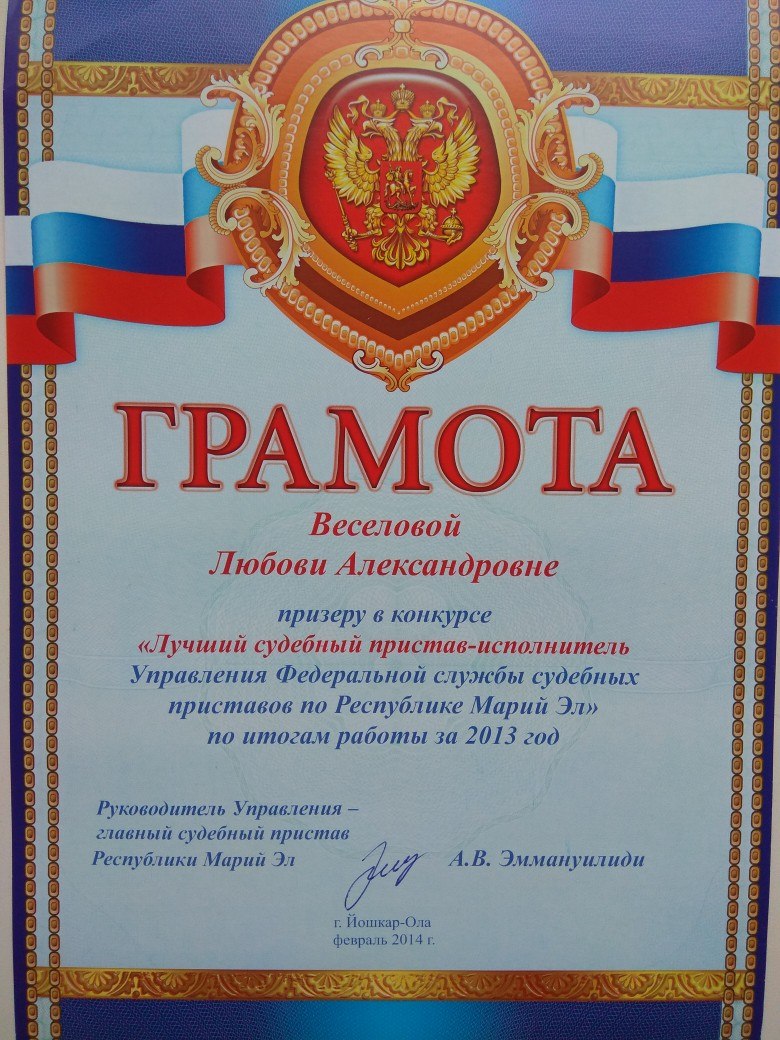 ГРАМОТА
Веселовой
Любови Александровне
призеру в конкурсе
«Лучший судебный пристав-исполнитель
Управления Федеральной службы судебных
приставов по Республике Марий Эл»
по итогам работы за 2013 год
Руководитель Управления –
главный судебный пристав
Республики Марий Эл А.В. Эммануилиди
г. Йошкар-Ола
февраль 2014 г.